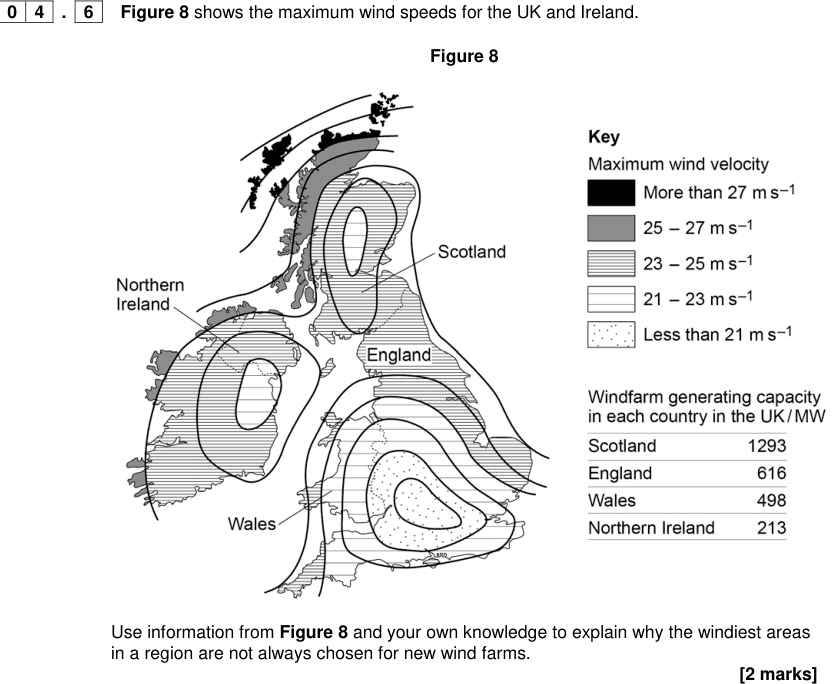 0 4 . 6 Figure 8 shows the maximum wind speeds for the UK and Ireland.
Figure 8
Key
Maximum wind velocity
More than 27 m s–1
25 – 27 m s–1
23 – 25 m s–1
21 – 23 m s–1
Less than 21 m s–1
Scotland
Northern
Ireland
England
Wales
Windfarm generating capacity
in each country in the UK / MW
Scotland 1293
England 616
Wales 498
Northern Ireland 213
Use information from Figure 8 and your own knowledge to explain why the windiest areas
in a region are not always chosen for new wind farms.
[2 marks]